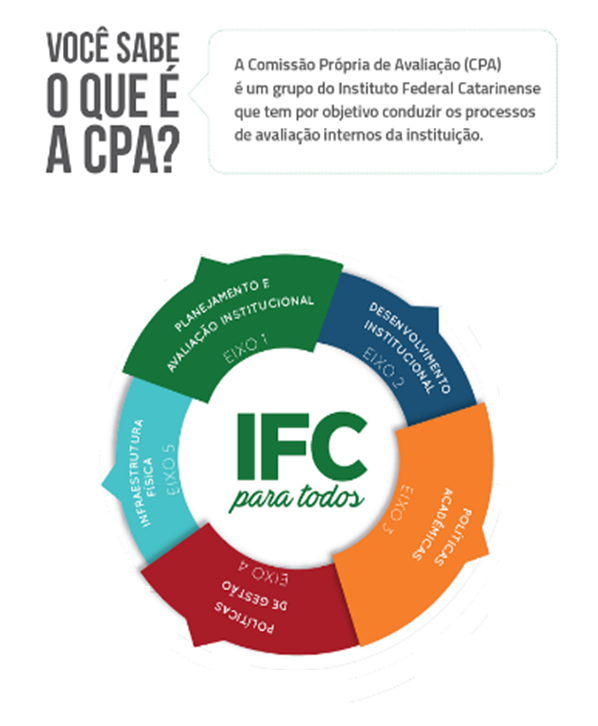 VOCÊ SABE
O QUE É
A CPA?
A Comissão Própria de Avaliação (CPA)
é um grupo do Instituto Federal Catarinense
que tem por objetivo conduzir os processos
de avaliação internos da instituição.
PLANEJAMENTO E
AVALIAÇÃO INSTITUCIONAL
EIXO 1
DESENVOLVIMENTO
INSTITUCIONAL
EIXO 2
POLÍTICAS
ACADÊMICAS
EIXO 3
EIXO 4
POLÍTICAS
DE GESTÃO
INFRAESTRUTURA
FÍSICA
EIXO 5
IFC
para todos